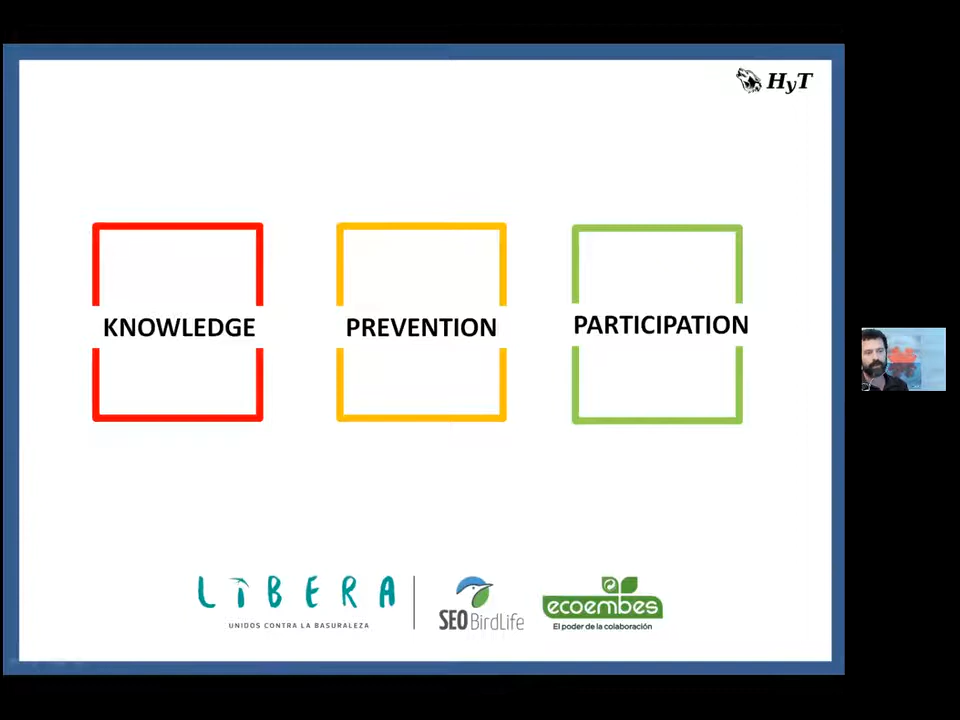 HyT
KNOWLEDGE
PREVENTION
PARTICIPATION
LIBERA
UNIDOS CONTRA LA BASURALEZA
SEO BirdLife
ecoembes
El poder de la colaboración